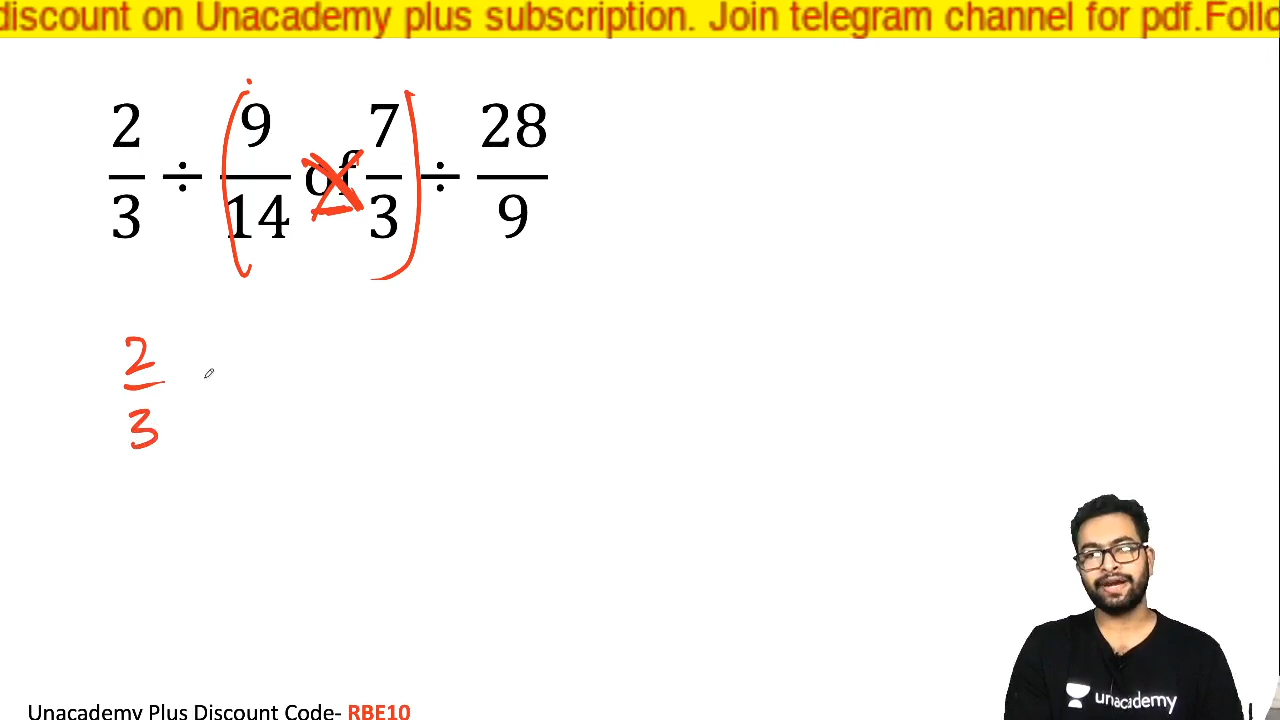 discount on Unacademy plus subscription. Join telegram channel for pdf.Follo
2/3 ÷ (9/14 of 7/3) ÷ 28/9
2/3
unacademy
Unacademy Plus Discount Code- RBE10